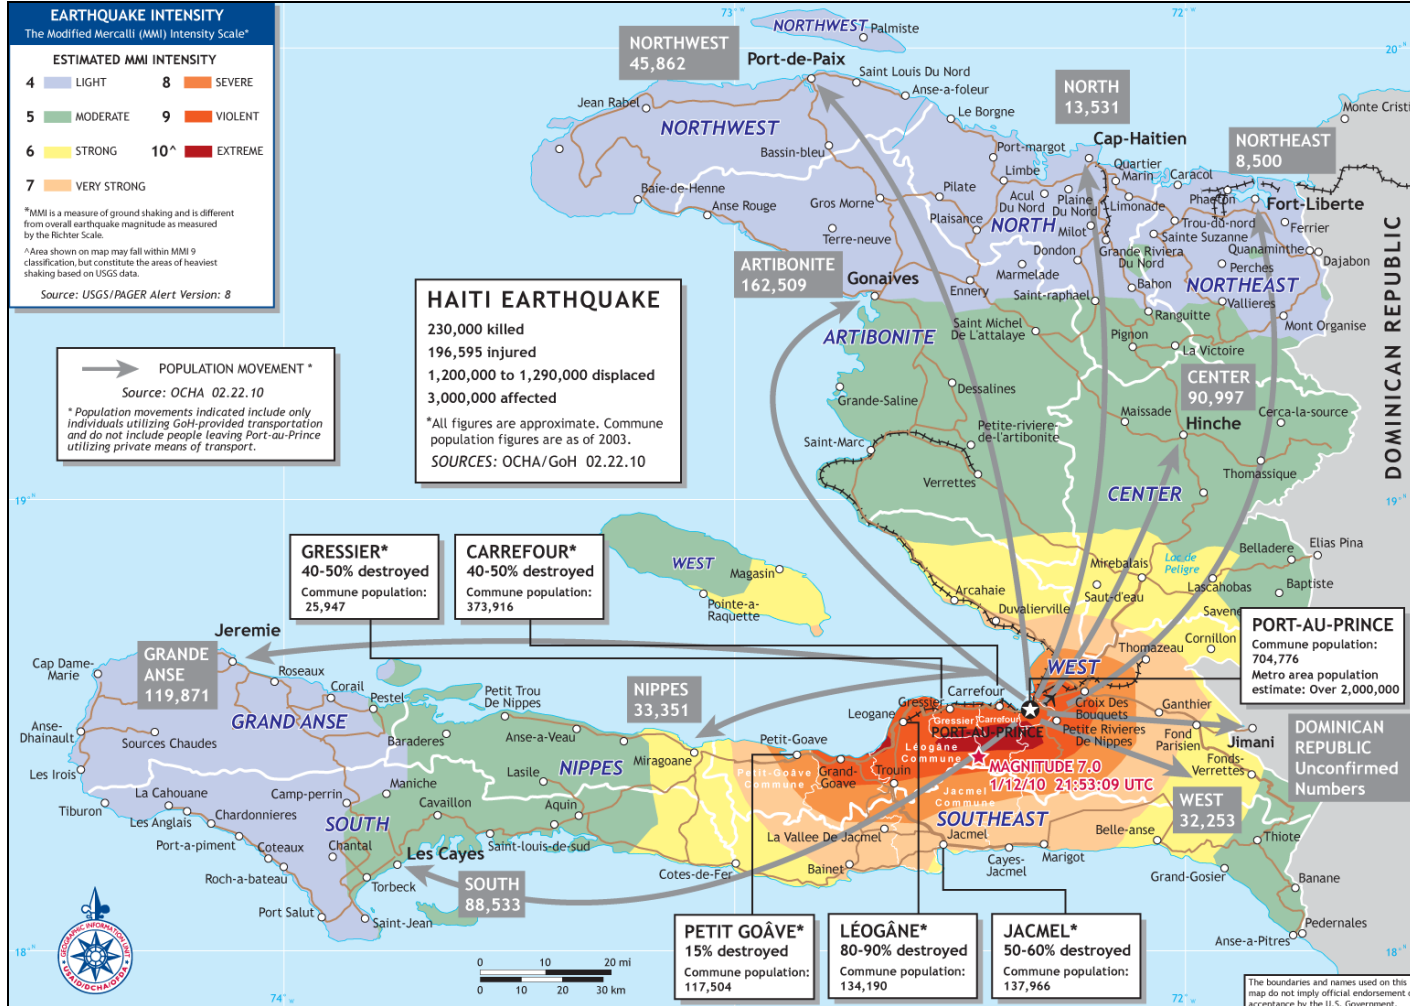 EARTHQUAKE INTENSITY
The Modified Mercalli (MMI) Intensity Scale*
ESTIMATED MMI INTENSITY
4 LIGHT 8 SEVERE
5 MODERATE 9 VIOLENT
6 STRONG 10^ EXTREME
7 VERY STRONG
*MMI is a measure of ground shaking and is different
from overall earthquake magnitude as measured
by the Richter Scale.
^Area shown on map may fall within MMI 9
classification, but constitute the areas of heaviest
shaking based on USGS data.
Source: USGS/PAGER Alert Version: 8
POPULATION MOVEMENT *
Source: OCHA 02.22.10
* Population movements indicated include only
individuals utilizing GoH-provided transportation
and do not include people leaving Port-au-Prince
utilizing private means of transport.
HAITI EARTHQUAKE
230,000 killed
196,595 injured
1,200,000 to 1,290,000 displaced
3,000,000 affected
*All figures are approximate. Commune
population figures are as of 2003.
SOURCES: OCHA/GoH 02.22.10
73°W
72°W
20°N
NORTHWEST
Palmiste
NORTHWEST
45,862
Port-de-Paix
Saint Louis Du Nord
Anse-a-foleur
Jean Rabel
Le Borgne
NORTH
13,531
Cap-Haitien
Monte Cristi
NORTHEAST
8,500
NORTHWEST
Bassin-bleu
Port-margot
Limbe
Quartier
Marin
Caracol
Phaeton
Fort-Liberte
Baie-de-Henne
Anse Rouge
Gros Morne
Pilate
Plaisance
Acul
Du Nord
Plaine
Du Nord
Limonade
Milot
NORTH
Trou-du-nord
Sainte Suzanne
Ferrier
Terre-neuve
Dondon
Grande Riviera
Du Nord
Quanaminthe
Perches
Dajabon
ARTIBONITE
162,509
Gonaives
Marmelade
Ennery
Saint-raphael
Bahon
NORTHEAST
Vallieres
Ranguitte
Mont Organise
ARTIBONITE
Saint Michel
De L'attalaye
Pignon
La Victoire
DOMINICAN REPUBLIC
Dessalines
Grande-Saline
CENTER
90,997
Hinche
Maissade
Cerca-la-source
Petite-riviere-
de-l'artibonite
Saint-Marc
Verrettes
Thomassique
CENTER
19°N
19°N
GRESSIER*
40-50% destroyed
Commune population:
25,947
CARREFOUR*
40-50% destroyed
Commune population:
373,916
WEST
Magasin
Pointe-a-
Raquette
Arcahaie
Duvalierville
Mirebalais
Saut-d'eau
Lac de
Peligre
Lascahobas
Belladere
Elias Pina
Baptiste
Savene
Cornillon
PORT-AU-PRINCE
Commune population:
704,776
Metro area population
estimate: Over 2,000,000
Jeremie
GRANDE
ANSE
119,871
Cap Dame-
Marie
Roseaux
Corail
Pestel
Petit Trou
De Nippes
NIPPES
33,351
Thomazeau
WEST
Croix Des
Bouquets
Ganthier
Gressier
Carrefour
Leogane
Gressier
Carrefour
PORT-AU-PRINCE
Petite Rivieres
De Nippes
Fond
Parisien
Jimani
DOMINICAN
REPUBLIC
Unconfirmed
Numbers
Anse-
Dhainault
GRAND ANSE
Sources Chaudes
Baraderes
Anse-a-Veau
Petit-Goave
Léogâne
Commune
MAGNITUDE 7.0
1/12/10 21:53:09 UTC
Fonds-
Verrettes
Les Irois
Tiburon
Miragoane
NIPPES
Lasile
Petit-Goâve
Commune
Grand-
Goave
Trouin
Jacmel
Commune
SOUTHEAST
WEST
32,253
La Cahouane
Les Anglais
Chardonnieres
Port-a-piment
Camp-perrin
Maniche
Cavaillon
Aquin
SOUTH
Saint-louis-de-sud
La Vallee De Jacmel
Jacmel
Belle-anse
Thiote
Coteaux
Roch-a-bateau
Chantal
Les Cayes
Torbeck
Cotes-de-Fer
Bainet
Cayes-
Jacmel
Marigot
Grand-Gosier
Banane
Port Salut
Saint-Jean
SOUTH
88,533
Anse-a-Pitres
Pedernales
PETIT GOÂVE*
15% destroyed
Commune population:
117,504
LÉOGÂNE*
80-90% destroyed
Commune population:
134,190
JACMEL*
50-60% destroyed
Commune population:
137,966
18°N
18°N
74°W
0 10 20 mi
0 10 20 30 km
GEOGRAPHIC INFORMATION UNIT
USAID/DCHA/OFDA
The boundaries and names used on this
map do not imply official endorsement o
acceptance by the U.S. Government.